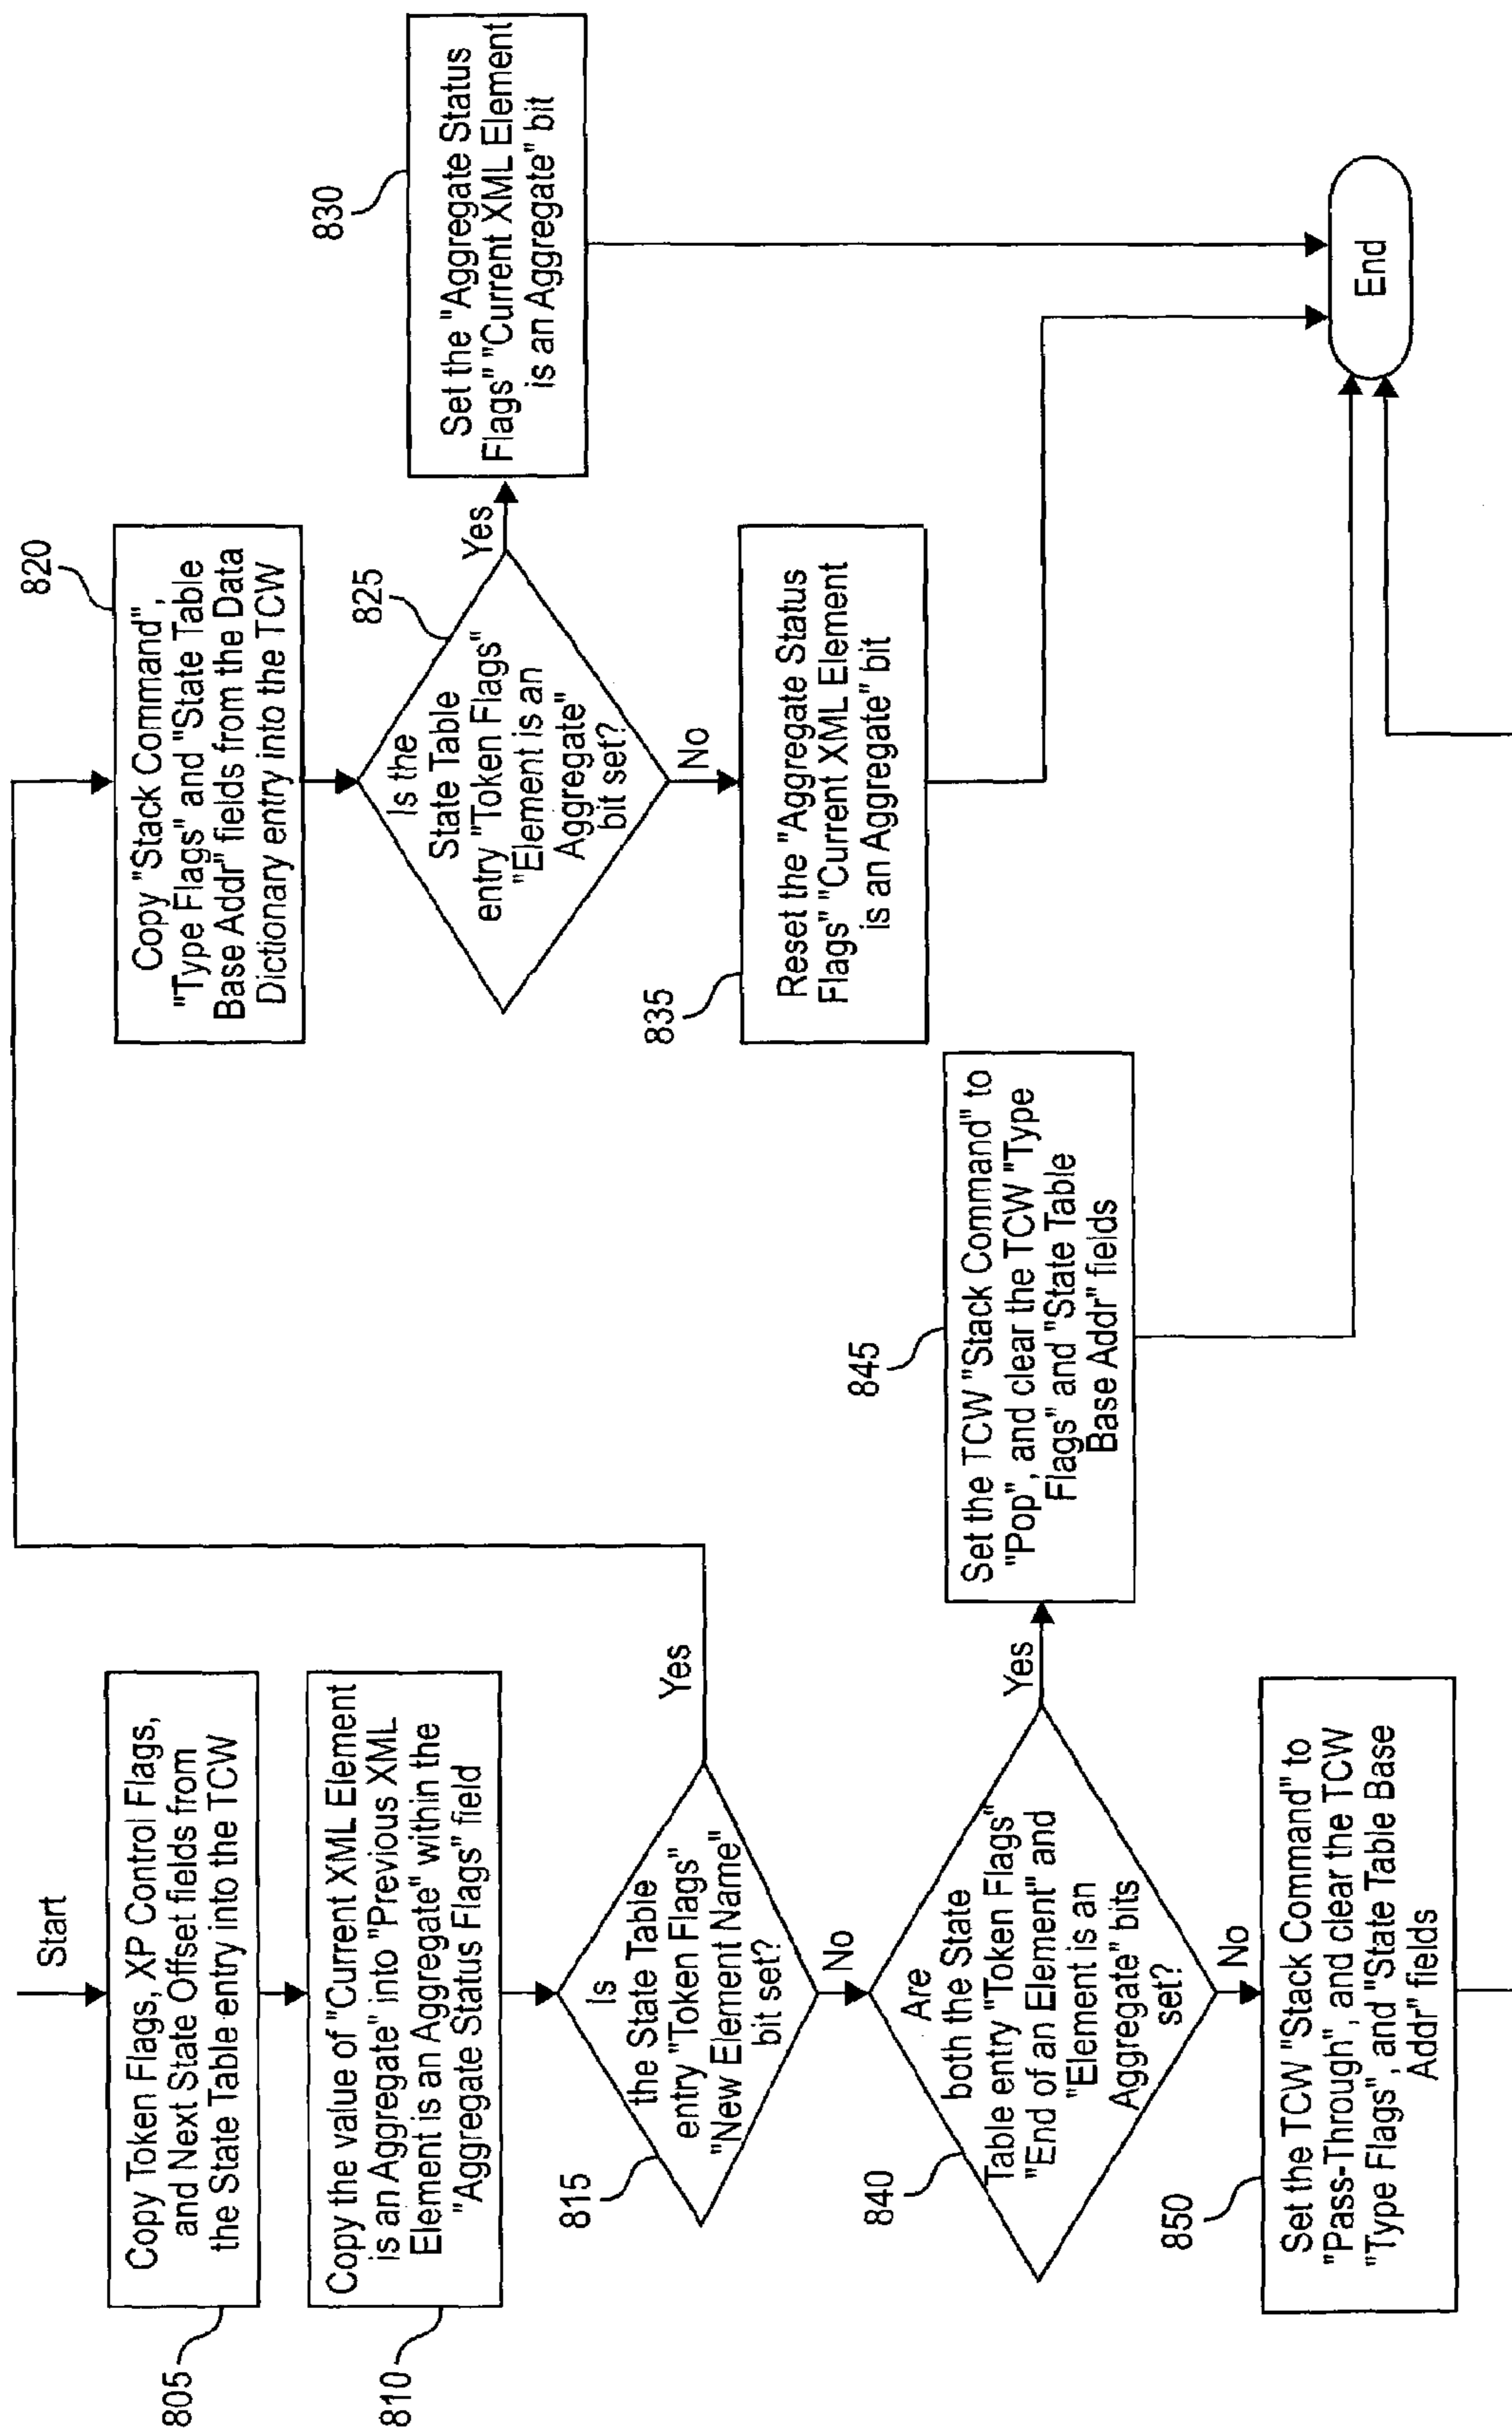 Start
805
Copy Token Flags, XP Control Flags,
and Next State Offset fields from
the State Table entry into the TCW
810
Copy the value of "Current XML Element
is an Aggregate" into "Previous XML
Element is an Aggregate" within the
"Aggregate Status Flags" field
815
Is
the State Table
entry "Token Flags"
"New Element Name"
bit set?
Yes
No
820
Copy "Stack Command",
"Type Flags" and "State Table
Base Addr" fields from the Data
Dictionary entry into the TCW
825
Is the
State Table
entry "Token Flags"
"Element is an
Aggregate"
bit set?
Yes
No
830
Set the "Aggregate Status
Flags" "Current XML Element
is an Aggregate" bit
835
Reset the "Aggregate Status
Flags" "Current XML Element
is an Aggregate" bit
840
Are
both the State
Table entry "Token Flags"
"End of an Element" and
"Element is an
Aggregate" bits
set?
Yes
No
845
Set the TCW "Stack Command" to
"Pop", and clear the TCW "Type
Flags" and "State Table
Base Addr" fields
850
Set the TCW "Stack Command" to
"Pass-Through", and clear the TCW
"Type Flags", and "State Table Base
Addr" fields
End